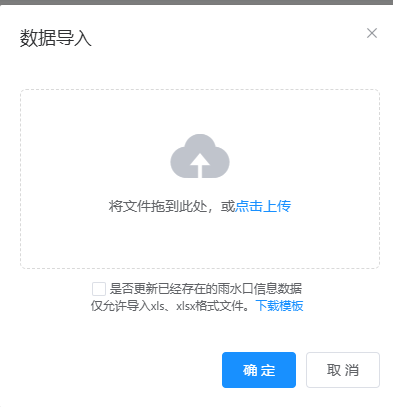 数据导入
将文件拖到此处，或点击上传
是否更新已经存在的雨水口信息数据
仅允许导入xls、xlsx格式文件。下载模板
确 定
取 消